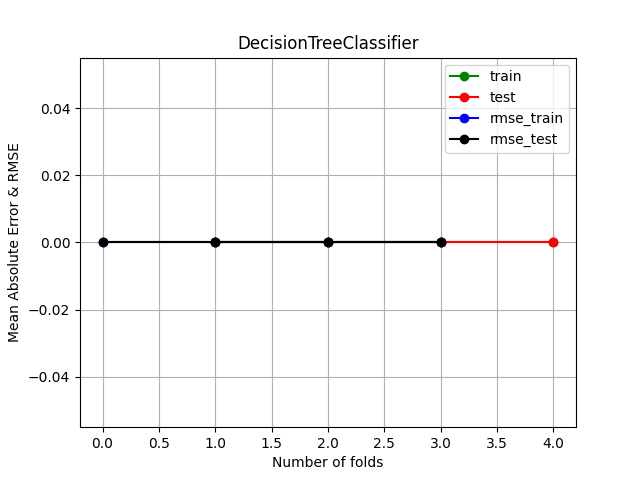 DecisionTreeClassifier
train
test
rmse_train
rmse_test
Mean Absolute Error & RMSE
0.04
0.02
0.00
−0.02
−0.04
0.0 0.5 1.0 1.5 2.0 2.5 3.0 3.5 4.0
Number of folds